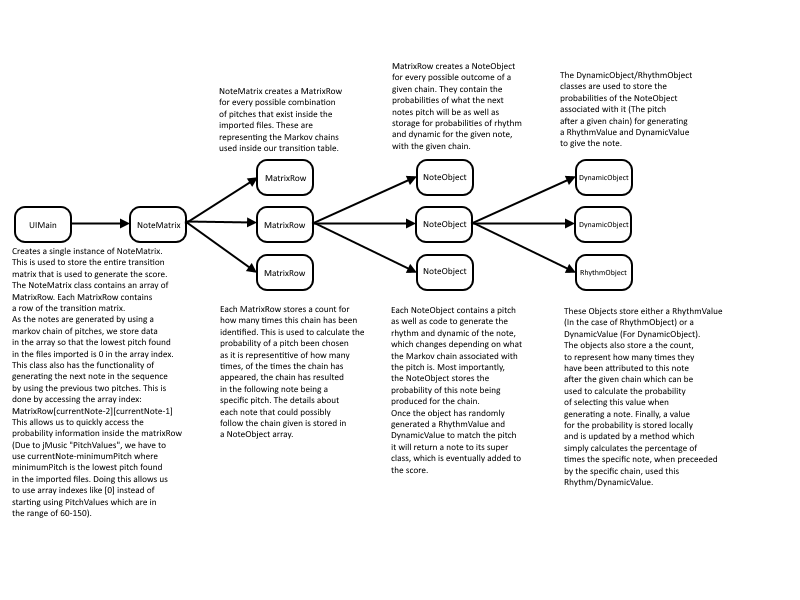 MatrixRow creates a NoteObject
for every possible outcome of a
given chain. They contain the
probabilities of what the next
notes pitch will be as well as
storage for probabilities of rhythm
and dynamic for the given note,
with the given chain.
The DynamicObject/RhythmObject
classes are used to store the
probabilities of the NoteObject
associated with it (The pitch
after a given chain) for generating
a RhythmValue and DynamicValue
to give the note.
NoteMatrix creates a MatrixRow
for every possible combination
of pitches that exist inside the
imported files. These are
representing the Markov chains
used inside our transition table.
MatrixRow
NoteObject
DynamicObject
UIMain
NoteMatrix
MatrixRow
NoteObject
DynamicObject
MatrixRow
NoteObject
RhythmObject
Creates a single instance of NoteMatrix.
This is used to store the entire transition
matrix that is used to generate the score.
The NoteMatrix class contains an array of
MatrixRow. Each MatrixRow contains
a row of the transition matrix.
As the notes are generated by using a
markov chain of pitches, we store data
in the array so that the lowest pitch found
in the files imported is 0 in the array index.
This class also has the functionality of
generating the next note in the sequence
by using the previous two pitches. This is
done by accessing the array index:
MatrixRow[currentNote-2][currentNote-1]
This allows us to quickly access the
probability information inside the matrixRow
(Due to jMusic "PitchValues", we have to
use currentNote-minimumPitch where
minimumPitch is the lowest pitch found
in the imported files. Doing this allows us
to use array indexes like [0] instead of
starting using PitchValues which are in
the range of 60-150).
Each MatrixRow stores a count for
how many times this chain has been
identified. This is used to calculate the
probability of a pitch been chosen
as it is representitive of how many
times, of the times the chain has
appeared, the chain has resulted
in the following note being a
specific pitch. The details about
each note that could possibly
follow the chain given is stored in
a NoteObject array.
Each NoteObject contains a pitch
as well as code to generate the
rhythm and dynamic of the note,
which changes depending on what
the Markov chain associated with
the pitch is. Most importantly,
the NoteObject stores the
probability of this note being
produced for the chain.
Once the object has randomly
generated a RhythmValue and
DynamicValue to match the pitch
it will return a note to its super
class, which is eventually added to
the score.
These Objects store either a RhythmValue
(In the case of RhythmObject) or a
DynamicValue (For DynamicObject).
The objects also store a the count,
to represent how many times they
have been attributed to this note
after the given chain which can be
used to calculate the probability
of selecting this value when
generating a note. Finally, a value
for the probability is stored locally
and is updated by a method which
simply calculates the percentage of
times the specific note, when preceeded
by the specific chain, used this
Rhythm/DynamicValue.